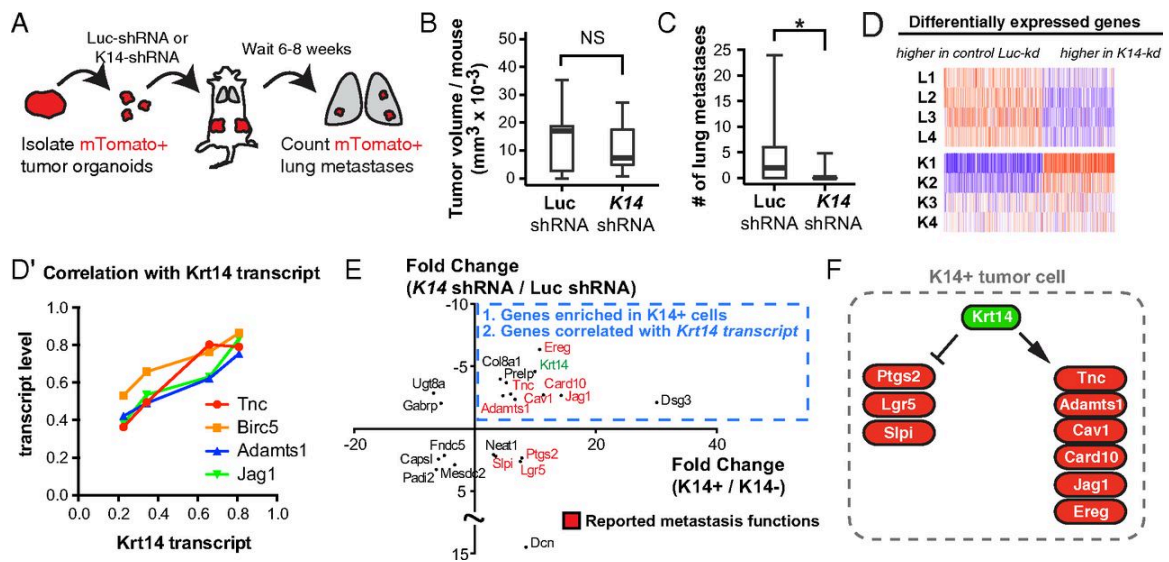 A
Luc-shRNA or
K14-shRNA
Wait 6-8 weeks
Isolate mTomato+
tumor organoids
Count mTomato+
lung metastases
B
Tumor volume / mouse
(mm³ x 10-³)
NS
50
40
30
20
10
0
Luc
shRNA
K14
shRNA
C
# of lung metastases
*
25
20
15
10
5
0
Luc
shRNA
K14
shRNA
D
Differentially expressed genes
higher in control Luc-kd
higher in K14-kd
L1
L2
L3
L4
K1
K2
K3
K4
D'
Correlation with Krt14 transcript
transcript level
1.0
0.8
0.6
0.4
0.2
0.0
0.0
0.2
0.4
0.6
0.8
1.0
Krt14 transcript
Tnc
Birc5
Adamts1
Jag1
E
Fold Change
(K14 shRNA / Luc shRNA)
-10
1. Genes enriched in K14+ cells
2. Genes correlated with Krt14 transcript
Ereg
Col8a1
Krt14
-5
Prelp
Ugt8a
Tnc
Card10
Gabrp
Cav1
Jag1
Adamts1
Dsg3
-20
20
40
Fndc5
Neat1
Capsl
Ptgs2
Slpi
Lgr5
Padi2
Mesdc2
Fold Change
(K14+ / K14-)
5
Reported metastasis functions
Dcn
15
F
K14+ tumor cell
Krt14
Ptgs2
Lgr5
Slpi
Tnc
Adamts1
Cav1
Card10
Jag1
Ereg